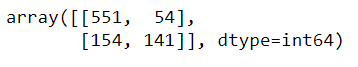 array([[551,  54],
       [154, 141]], dtype=int64)